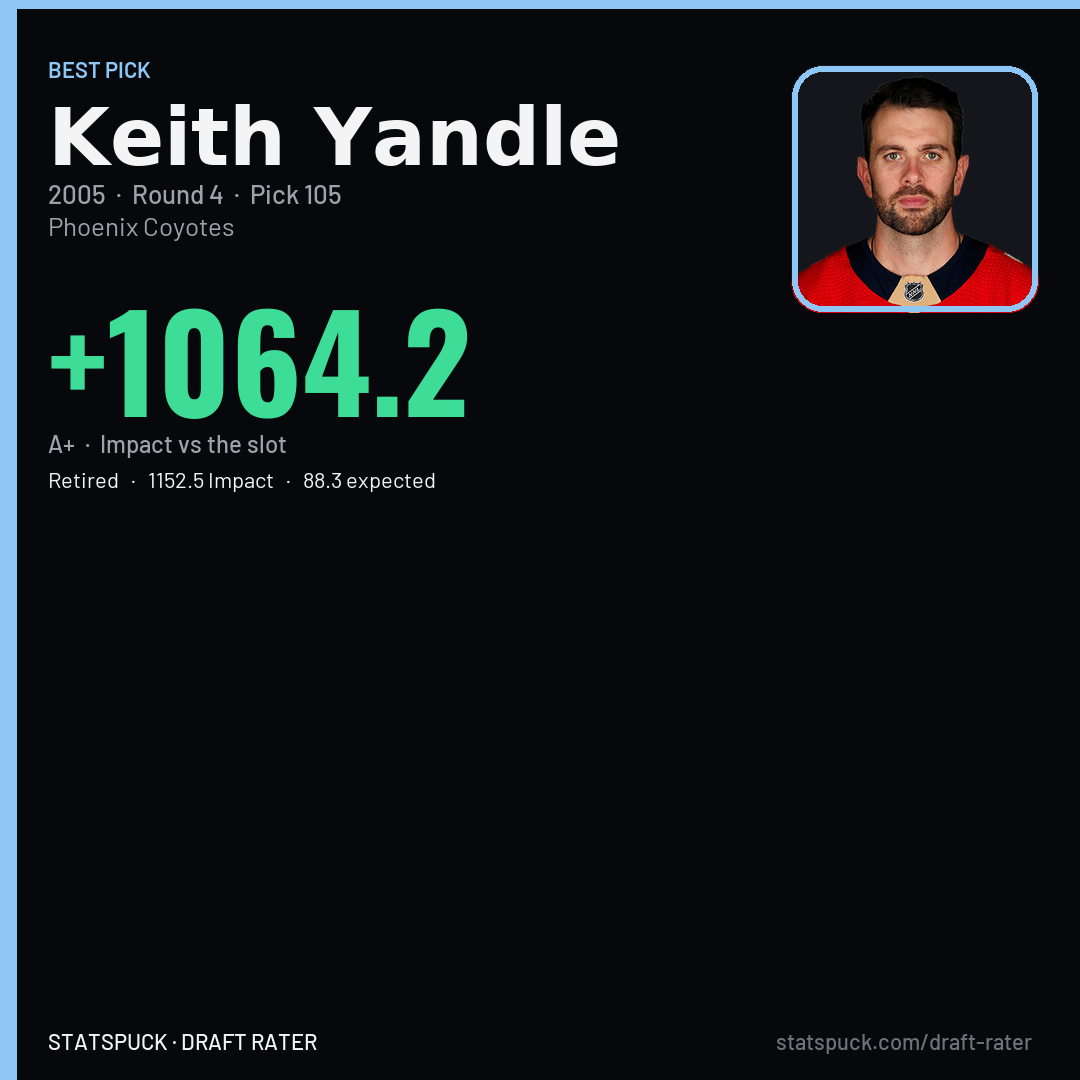 BEST PICK
Keith Yandle
2005 · Round 4 · Pick 105
Phoenix Coyotes
+1064.2
A+ · Impact vs the slot
Retired · 1152.5 Impact · 88.3 expected
STATSPUCK · DRAFT RATER
statspuck.com/draft-rater